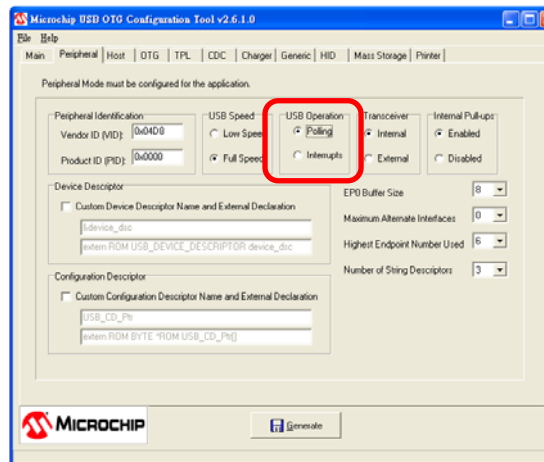 Microchip USB OTG Configuration Tool v2.6.1.0
File Help
Main Peripheral Host OTG TPL CDC Charger Generic HID Mass Storage Printer
Peripheral Mode must be configured for the application.
Peripheral Identification
Vendor ID (VID): 0x04D8
Product ID (PID): 0x0000
USB Speed
Low Speed
Full Speed
USB Operation
Polling
Interrupts
Transceiver
Internal
External
Internal Pull-ups
Enabled
Disabled
Device Descriptor
Custom Device Descriptor Name and External Declaration
&device_dsc
extern ROM USB_DEVICE_DESCRIPTOR device_dsc
Configuration Descriptor
Custom Configuration Descriptor Name and External Declaration
USB_CD_Ptr
extern ROM BYTE *ROM USB_CD_Ptr[]
EP0 Buffer Size 8
Maximum Alternate Interfaces 0
Highest Endpoint Number Used 6
Number of String Descriptors 3
MICROCHIP
Generate